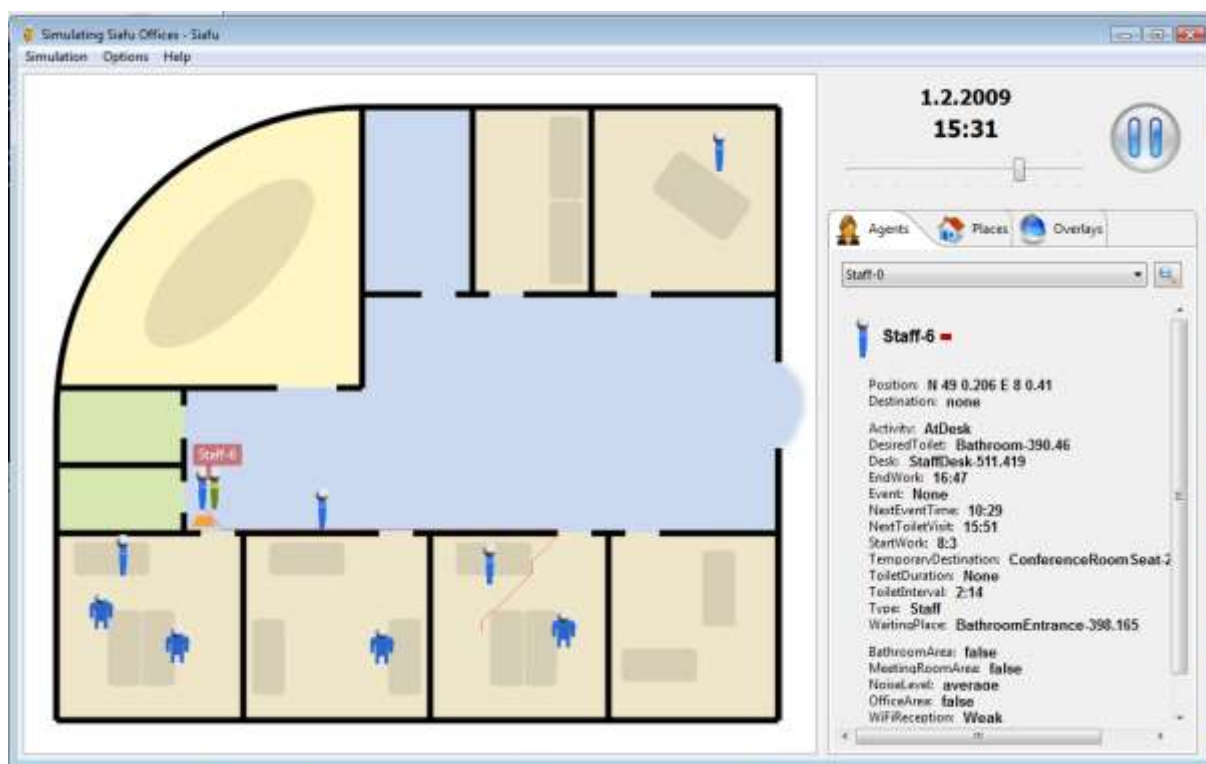 Simulating Siafu Offices - Siafu
Simulation Options Help
1.2.2009
15:31
Agents Places Overlays
Staff-0
Staff-6
Position: N 49 0.206 E 8 0.41
Destination: none
Activity: AtDesk
DesiredToilet: Bathroom-390.46
Desk: StaffDesk-511.419
EndWork: 16:47
Event: None
NextEventTime: 10:29
NextToiletVisit: 15:51
StartWork: 8:3
TemporaryDestination: ConferenceRoomSeat-2
ToiletDuration: None
ToiletInterval: 2:14
Type: Staff
WaitingPlace: BathroomEntrance-398.165
BathroomArea: false
MeetingRoomArea: false
NoiseLevel: average
OfficeArea: false
WiFiReception: Weak
Staff-6